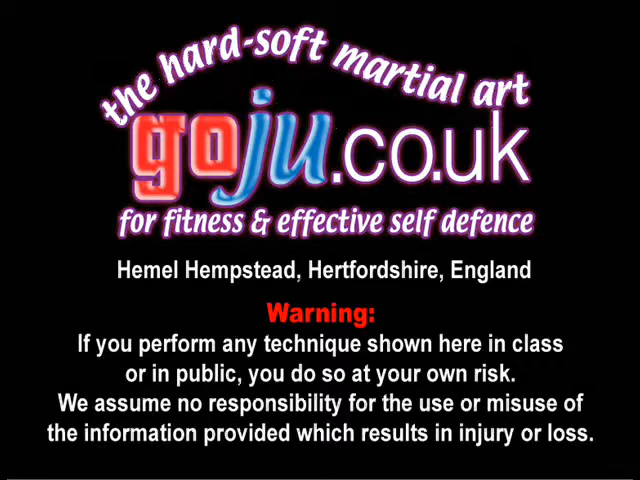 the hard-soft martial art
goju.co.uk
for fitness & effective self defence
Hemel Hempstead, Hertfordshire, England
Warning:
If you perform any technique shown here in class
or in public, you do so at your own risk.
We assume no responsibility for the use or misuse of
the information provided which results in injury or loss.